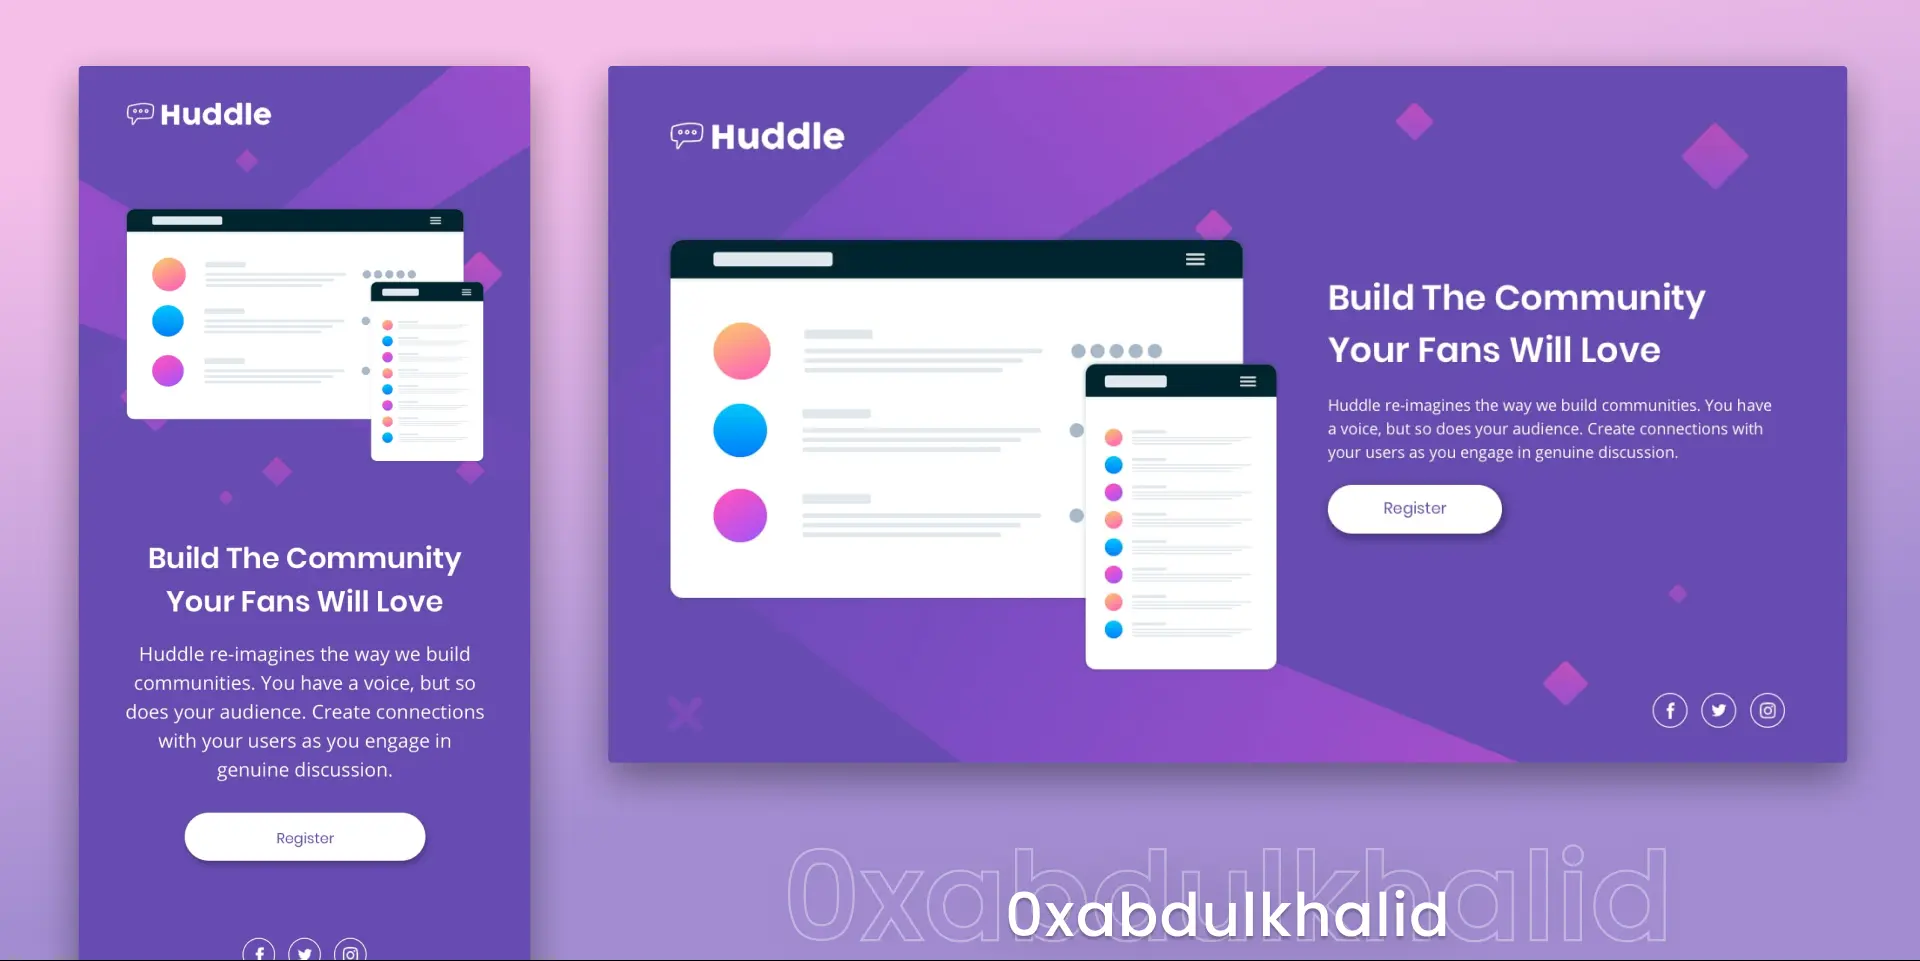 Huddle
Build The Community
Your Fans Will Love
Huddle re-imagines the way we build
communities. You have a voice, but so
does your audience. Create connections
with your users as you engage in
genuine discussion.
Register
Huddle
Build The Community
Your Fans Will Love
Huddle re-imagines the way we build communities. You have
a voice, but so does your audience. Create connections with
your users as you engage in genuine discussion.
Register
0xabdulkhalid
0xabdulkhalid